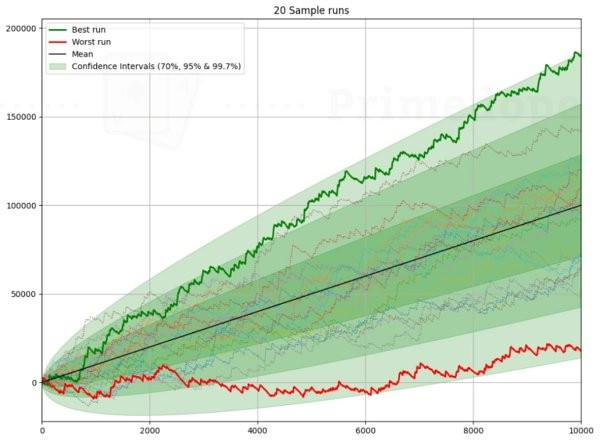 20 Sample runs
200000
150000
100000
50000
0
Best run
Worst run
Mean
Confidence Intervals (70%, 95% & 99.7%)
0 2000 4000 6000 8000 10000